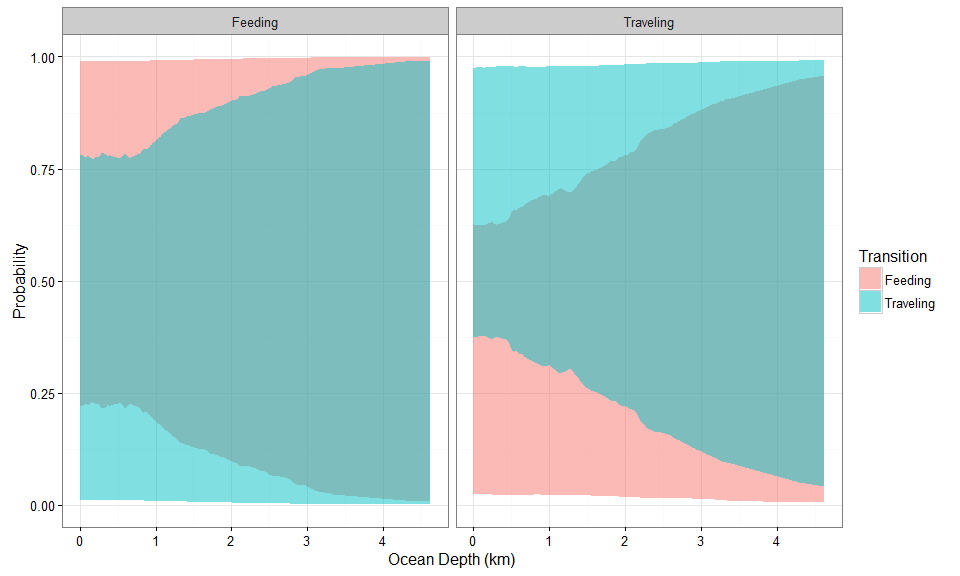 Feeding
Traveling
Probability
1.00
0.75
0.50
0.25
0.00
0 1 2 3 4
0 1 2 3 4
Ocean Depth (km)
Transition
Feeding
Traveling